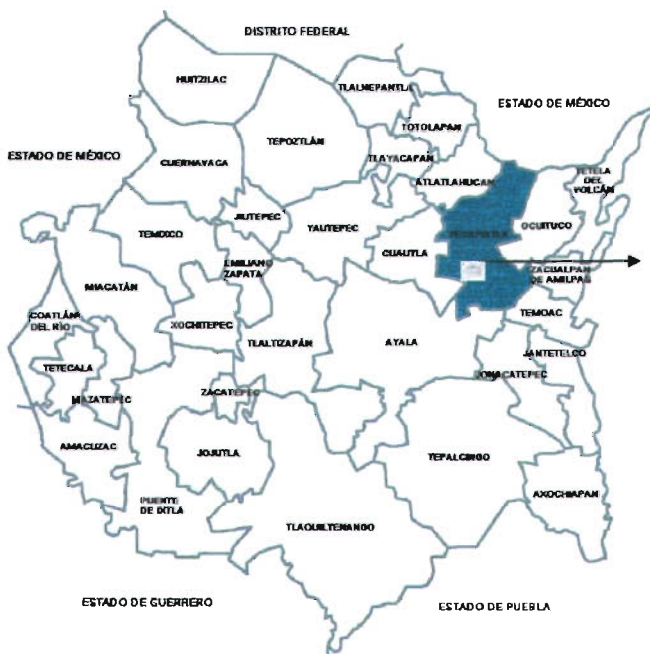 DISTRITO FEDERAL
HUITZILAC
TLALNEPANTLA
ESTADO DE MÉXICO
TOTOLAPAN
TEPOZTLÁN
ESTADO DE MÉXICO
TLAYACAPAN
CUERNAVACA
ATLATLAHUCAN
TETELA
DEL
VOLCÁN
JIUTEPEC
YAUTEPEC
OCUITUCO
TEMIXCO
YECAPIXTLA
CUAUTLA
EMILIANO
ZAPATA
ZACUALPAN
DE AMILPAS
MIACATÁN
COATLÁN
DEL RÍO
XOCHITEPEC
TEMOAC
TLALTIZAPÁN
AYALA
JANTETELCO
TETECALA
JONACATEPEC
MAZATEPEC
ZACATEPEC
AMACUZAC
JOJUTLA
TEPALCINGO
AXOCHIAPAN
PUENTE
DE IXTLA
TLAQUILTENANGO
ESTADO DE GUERRERO
ESTADO DE PUEBLA